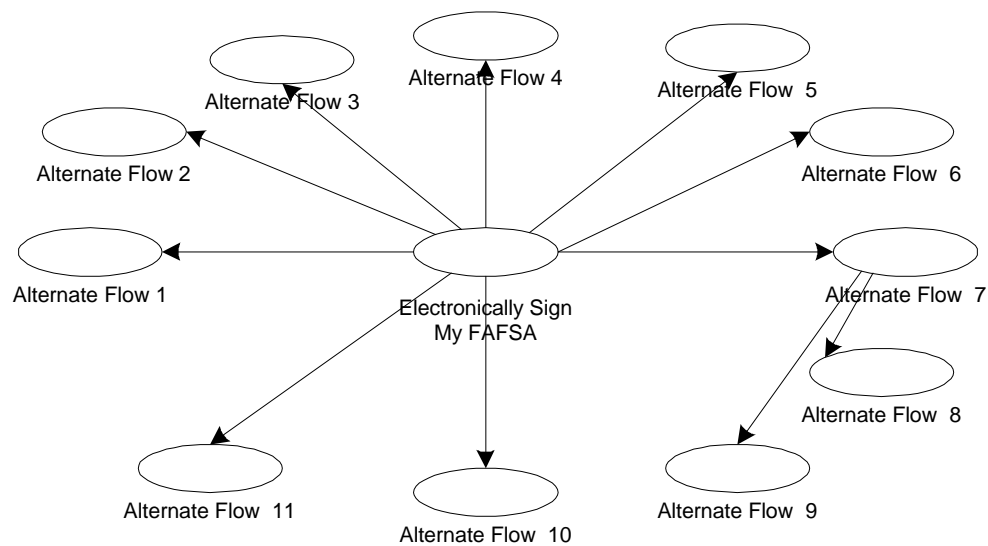 Alternate Flow 4
Alternate Flow 3
Alternate Flow  5
Alternate Flow 2
Alternate Flow  6
Alternate Flow 1
Electronically Sign
My FAFSA
Alternate Flow  7
Alternate Flow  8
Alternate Flow  11
Alternate Flow  10
Alternate Flow  9